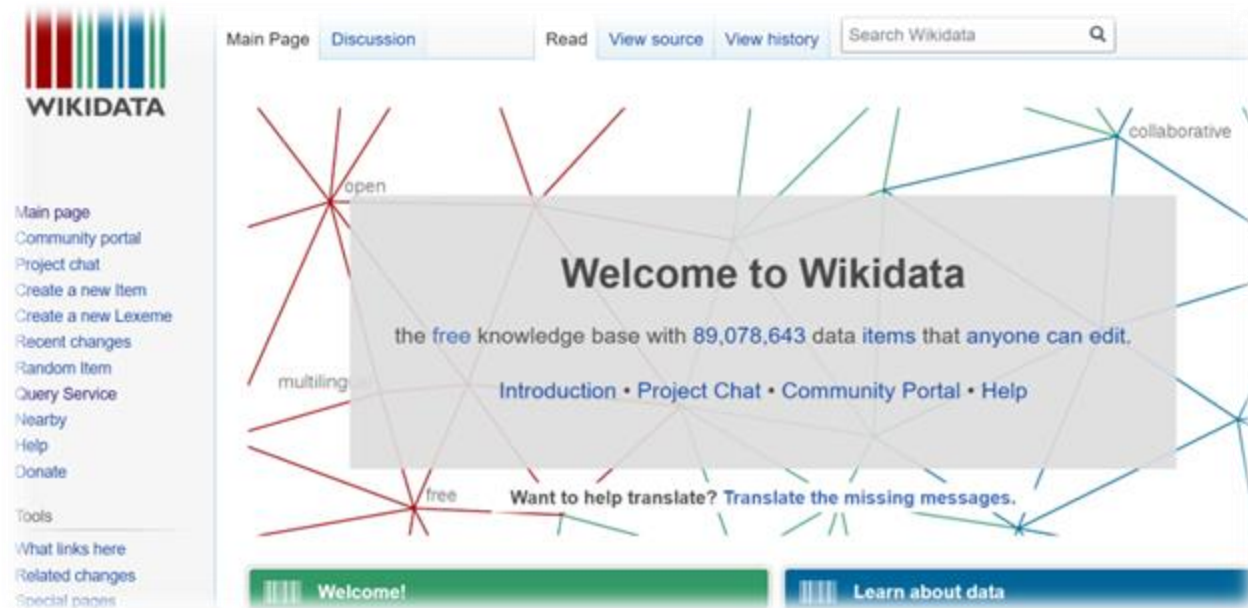 WIKIDATA
Main Page Discussion Read View source View history Search Wikidata
collaborative
open
Main page
Community portal
Project chat
Create a new Item
Create a new Lexeme
Recent changes
Random Item
Query Service
Nearby
Help
Donate
Tools
What links here
Related changes
Special pages
Welcome to Wikidata
the free knowledge base with 89,078,643 data items that anyone can edit.
multilingual
Introduction • Project Chat • Community Portal • Help
free
Want to help translate? Translate the missing messages.
Welcome!
Learn about data